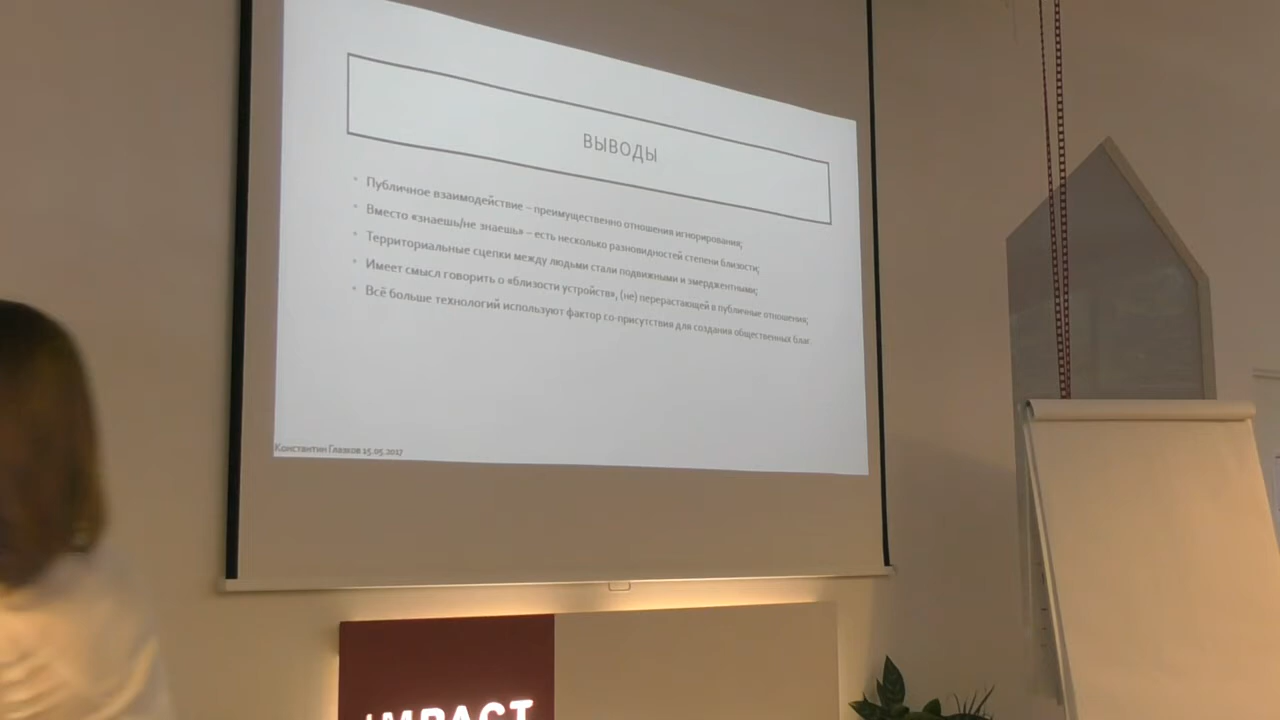 ВЫВОДЫ
Публичное взаимодействие – преимущественно отношения игнорирования;
Вместо «знаешь/не знаешь» – есть несколько разновидностей степени близости;
Территориальные сцепки между людьми стали подвижными и эмерджентными;
Имеет смысл говорить о «близости устройств», (не) перерастающей в публичные отношения;
Всё больше технологий используют фактор со-присутствия для создания общественных благ.
Константин Глазков 15.05.2017
IMPACT